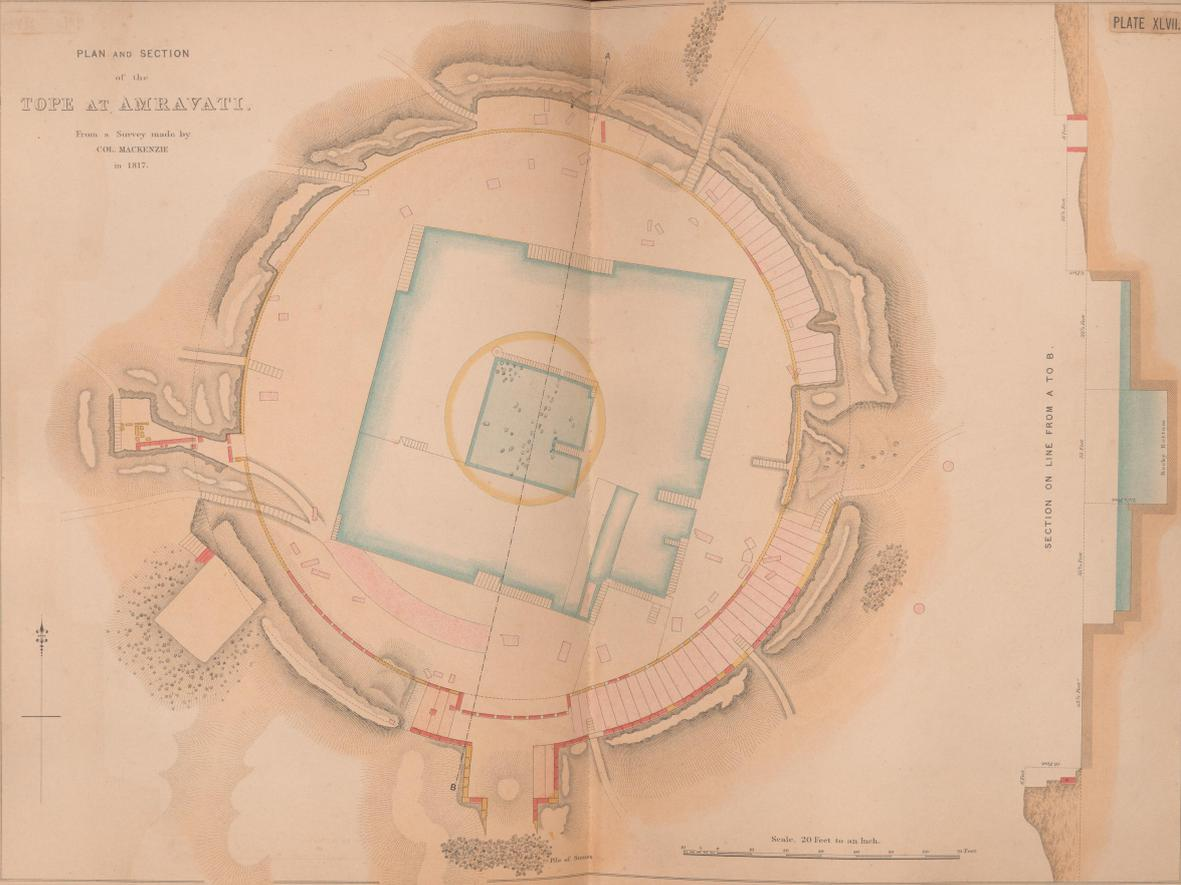 PLATE XLVII.
PLAN AND SECTION
of the
TOPE AT AMRAVATI.
From a Survey made by
COL. MACKENZIE
in 1817.
A
B
SECTION ON LINE FROM A TO B.
Rocky Bottom
Pile of Stones
Scale, 20 Feet to an Inch.